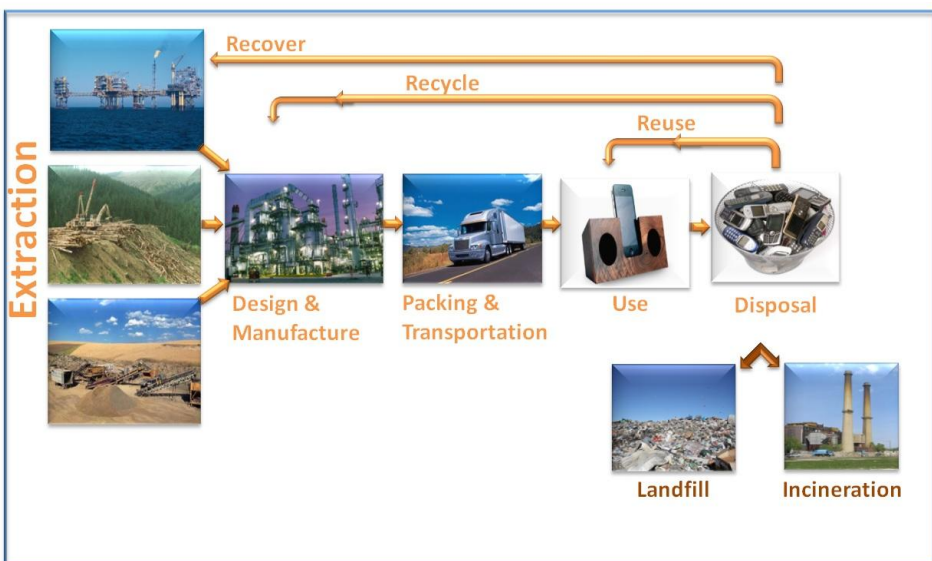 Recover
Recycle
Reuse
Extraction
Design &
Manufacture
Packing &
Transportation
Use
Disposal
Landfill
Incineration